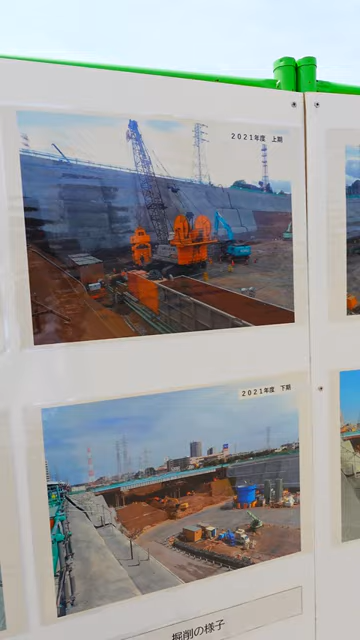 2021年度 上期
2021年度 下期
掘削の様子